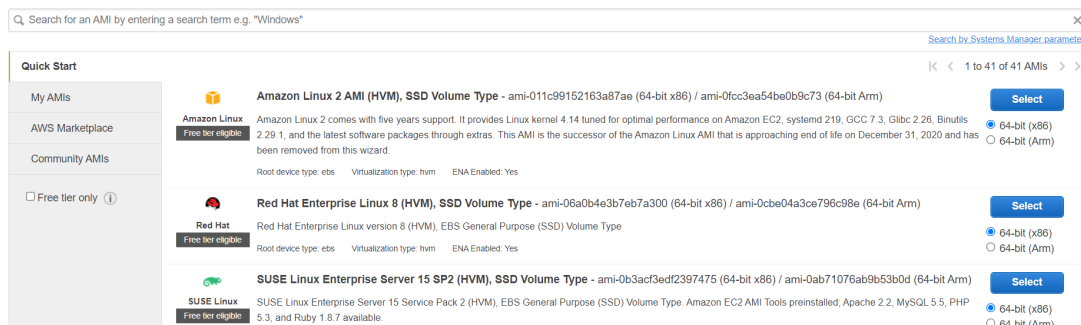 Search for an AMI by entering a search term e.g. "Windows"
Search by Systems Manager paramete
Quick Start
1 to 41 of 41 AMIs
My AMIs
AWS Marketplace
Community AMIs
Free tier only
Amazon Linux
Free tier eligible
Amazon Linux 2 AMI (HVM), SSD Volume Type - ami-011c99152163a87ae (64-bit x86) / ami-0fcc3ea54be0b9c73 (64-bit Arm)
Amazon Linux 2 comes with five years support. It provides Linux kernel 4.14 tuned for optimal performance on Amazon EC2, systemd 219, GCC 7.3, Glibc 2.26, Binutils
2.29.1, and the latest software packages through extras. This AMI is the successor of the Amazon Linux AMI that is approaching end of life on December 31, 2020 and has
been removed from this wizard.
Root device type: ebs Virtualization type: hvm ENA Enabled: Yes
Select
64-bit (x86)
64-bit (Arm)
Red Hat
Free tier eligible
Red Hat Enterprise Linux 8 (HVM), SSD Volume Type - ami-06a0b4e3b7eb7a300 (64-bit x86) / ami-0cbe04a3ce796c98e (64-bit Arm)
Red Hat Enterprise Linux version 8 (HVM), EBS General Purpose (SSD) Volume Type
Root device type: ebs Virtualization type: hvm ENA Enabled: Yes
Select
64-bit (x86)
64-bit (Arm)
SUSE Linux
Free tier eligible
SUSE Linux Enterprise Server 15 SP2 (HVM), SSD Volume Type - ami-0b3acf3edf2397475 (64-bit x86) / ami-0ab71076ab9b53b0d (64-bit Arm)
SUSE Linux Enterprise Server 15 Service Pack 2 (HVM), EBS General Purpose (SSD) Volume Type. Amazon EC2 AMI Tools preinstalled; Apache 2.2, MySQL 5.5, PHP
5.3, and Ruby 1.8.7 available.
Select
64-bit (x86)
64-bit (Arm)